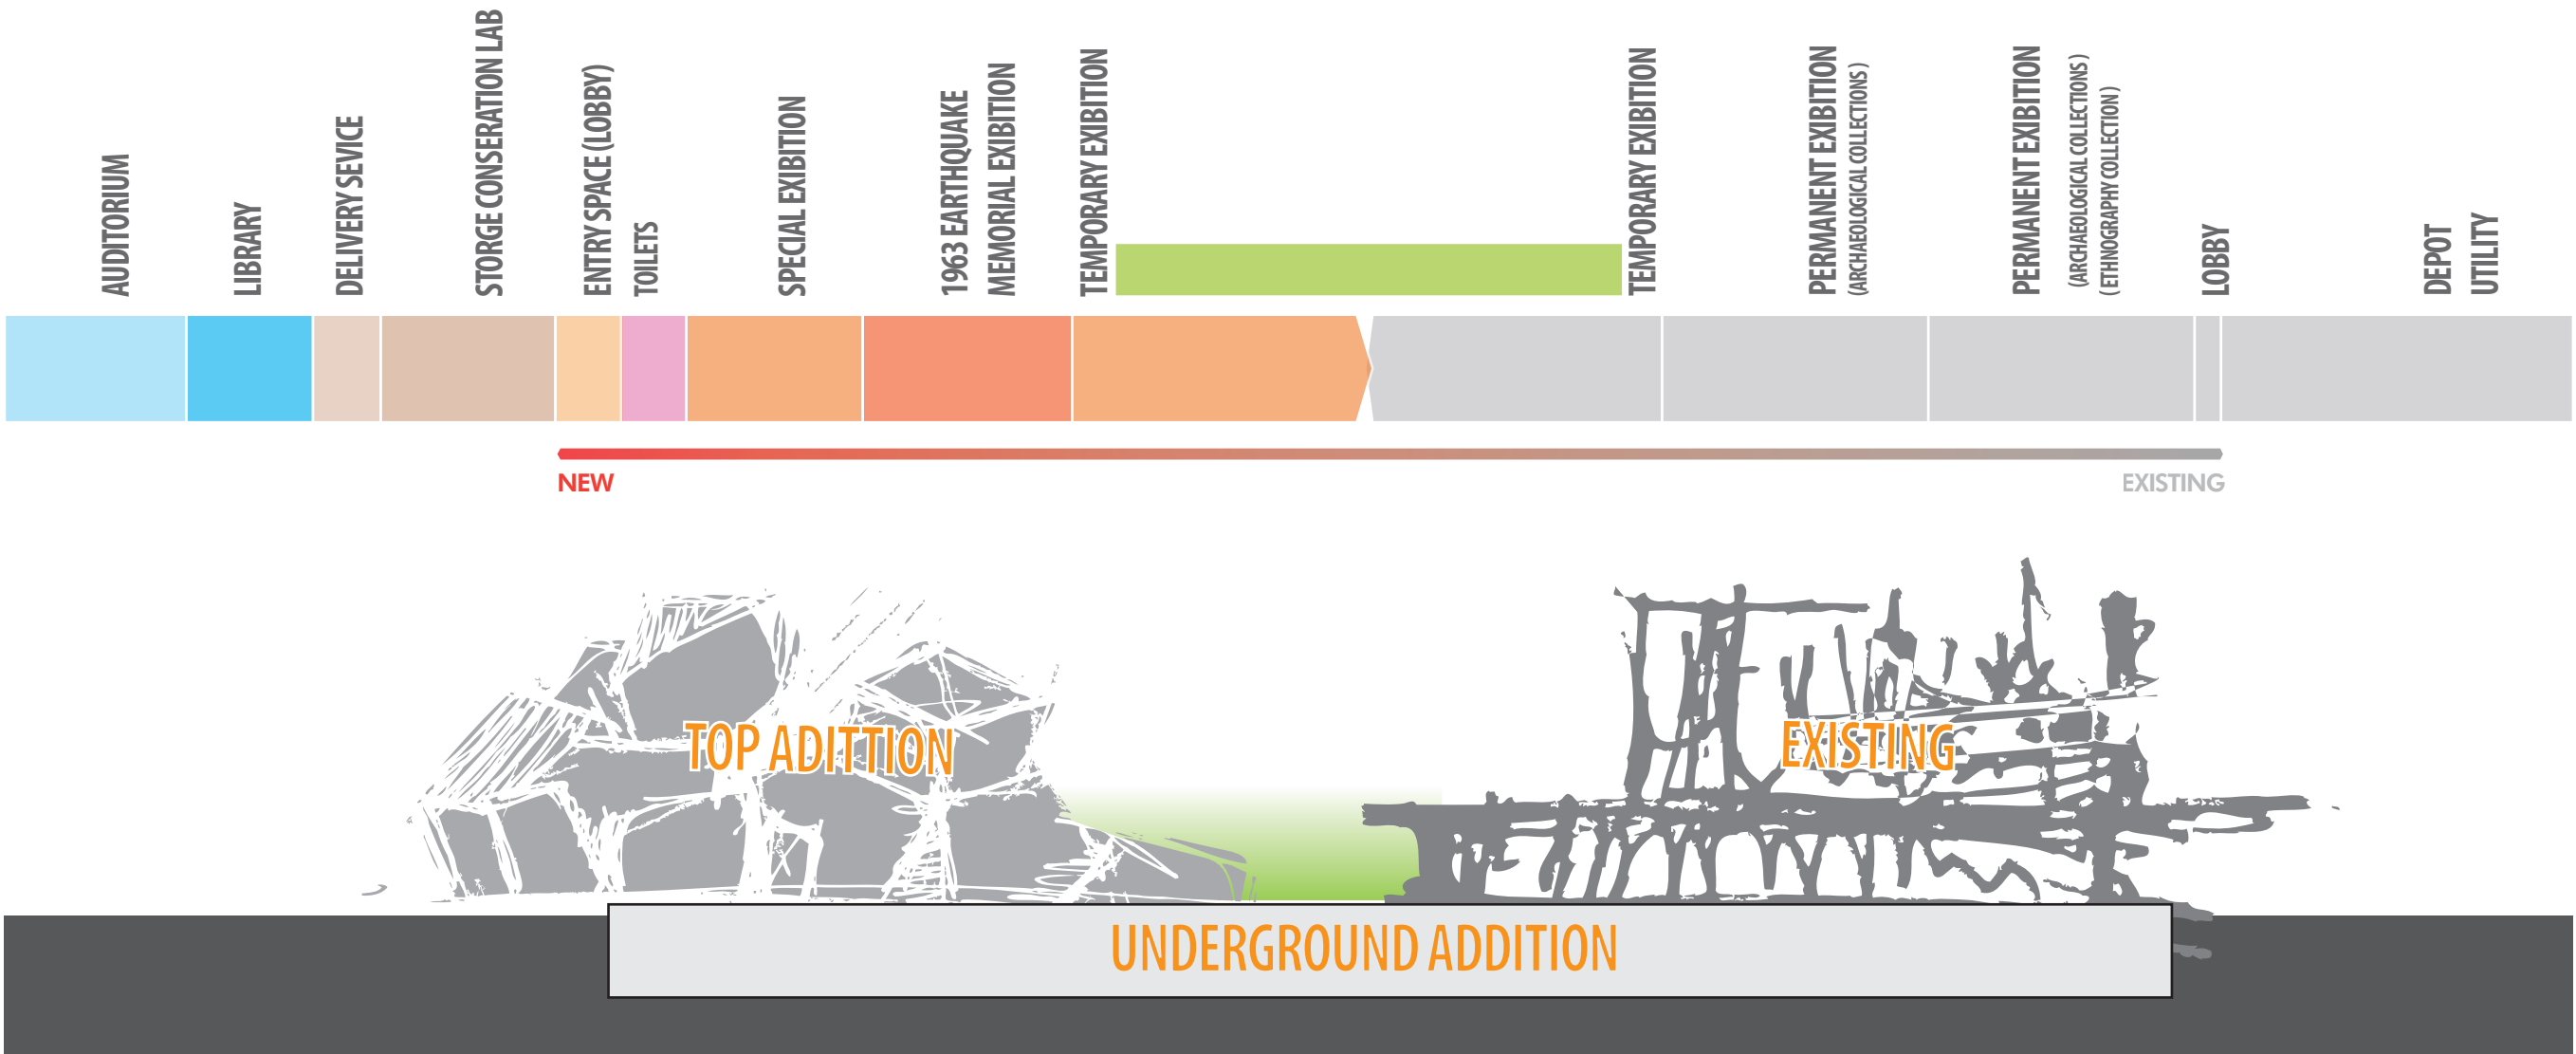 AUDITORIUM
LIBRARY
DELIVERY SEVICE
STORGE CONSERATION LAB
ENTRY SPACE (LOBBY)
TOILETS
SPECIAL EXIBITION
1963 EARTHQUAKE
MEMORIAL EXIBITION
TEMPORARY EXIBITION
TEMPORARY EXIBITION
PERMANENT EXIBITION
(ARCHAEOLOGICAL COLLECTIONS )
PERMANENT EXIBITION
(ARCHAEOLOGICAL COLLECTIONS )
( ETHNOGRAPHY COLLECTION )
LOBBY
DEPOT
UTILITY
NEW
EXISTING
TOP ADITTION
EXISTING
UNDERGROUND ADDITION